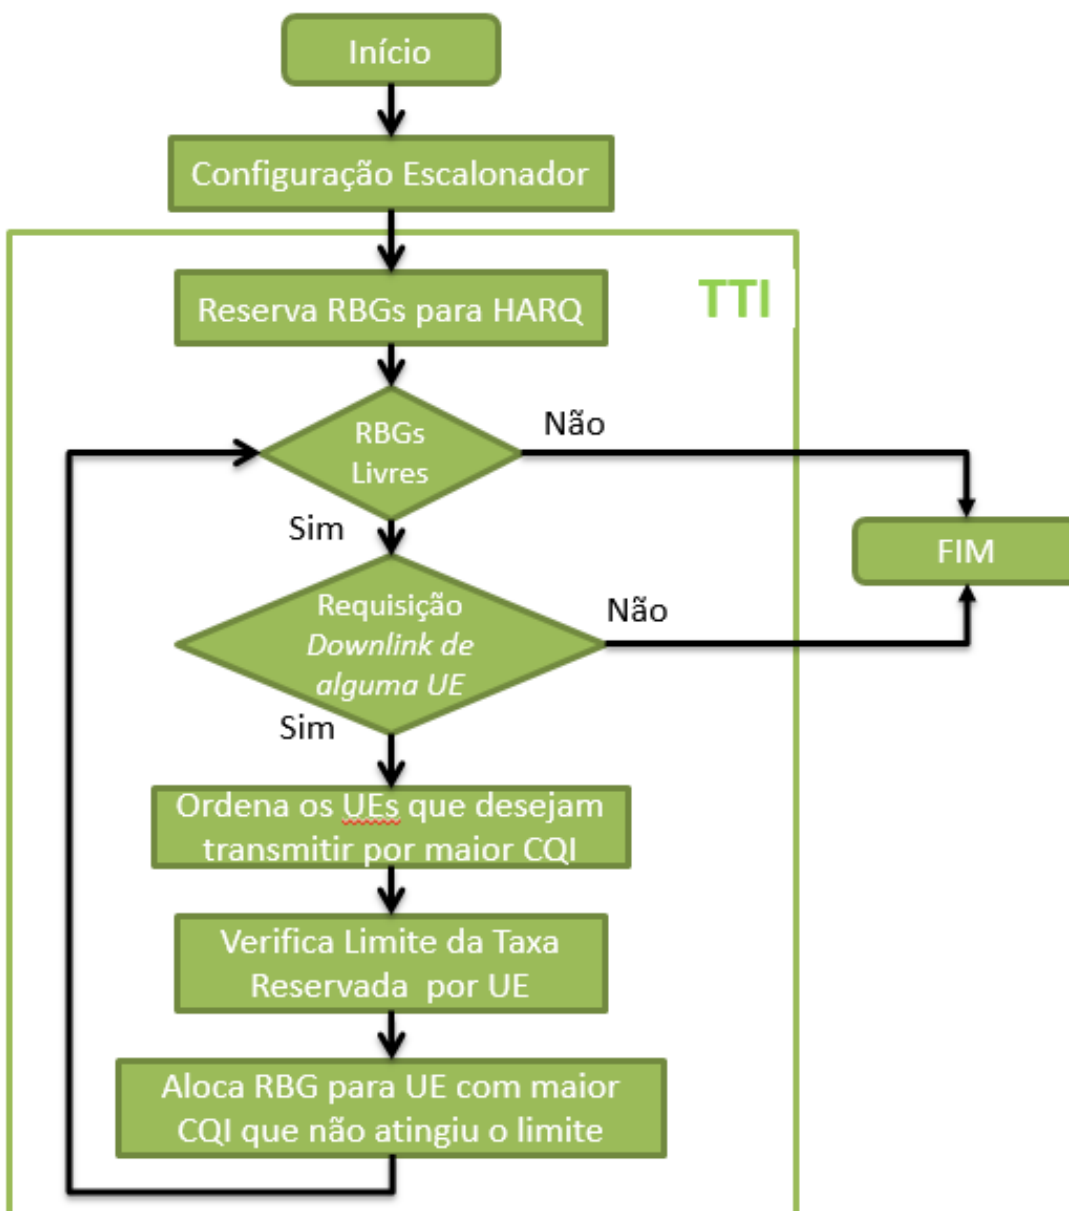 Início
Configuração Escalonador
TTI
Reserva RBGs para HARQ
RBGs
Livres
Não
Sim
FIM
Requisição
Downlink de
alguma UE
Não
Sim
Ordena os UEs que desejam
transmitir por maior CQI
Verifica Limite da Taxa
Reservada por UE
Aloca RBG para UE com maior
CQI que não atingiu o limite